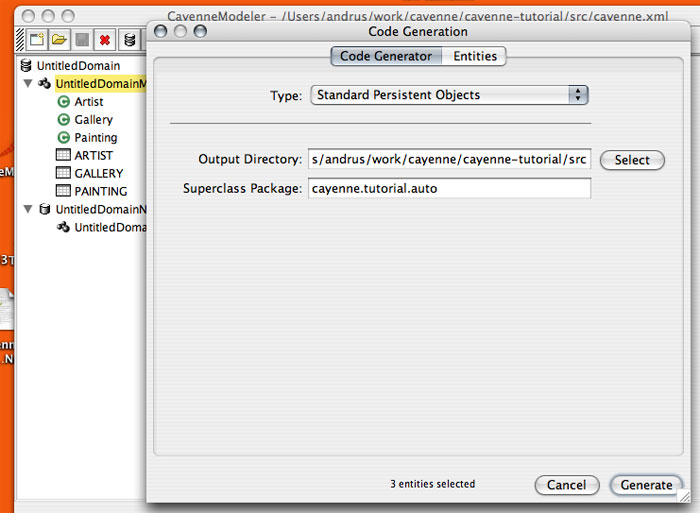 CayenneModeler – /Users/andrus/work/cayenne/cayenne-tutorial/src/cayenne.xml
Code Generation
Code Generator Entities
UntitledDomain
UntitledDomainM
Artist
Gallery
Painting
ARTIST
GALLERY
PAINTING
UntitledDomainN
UntitledDoma
Type: Standard Persistent Objects
Output Directory: s/andrus/work/cayenne/cayenne-tutorial/src Select
Superclass Package: cayenne.tutorial.auto
3 entities selected
Cancel Generate